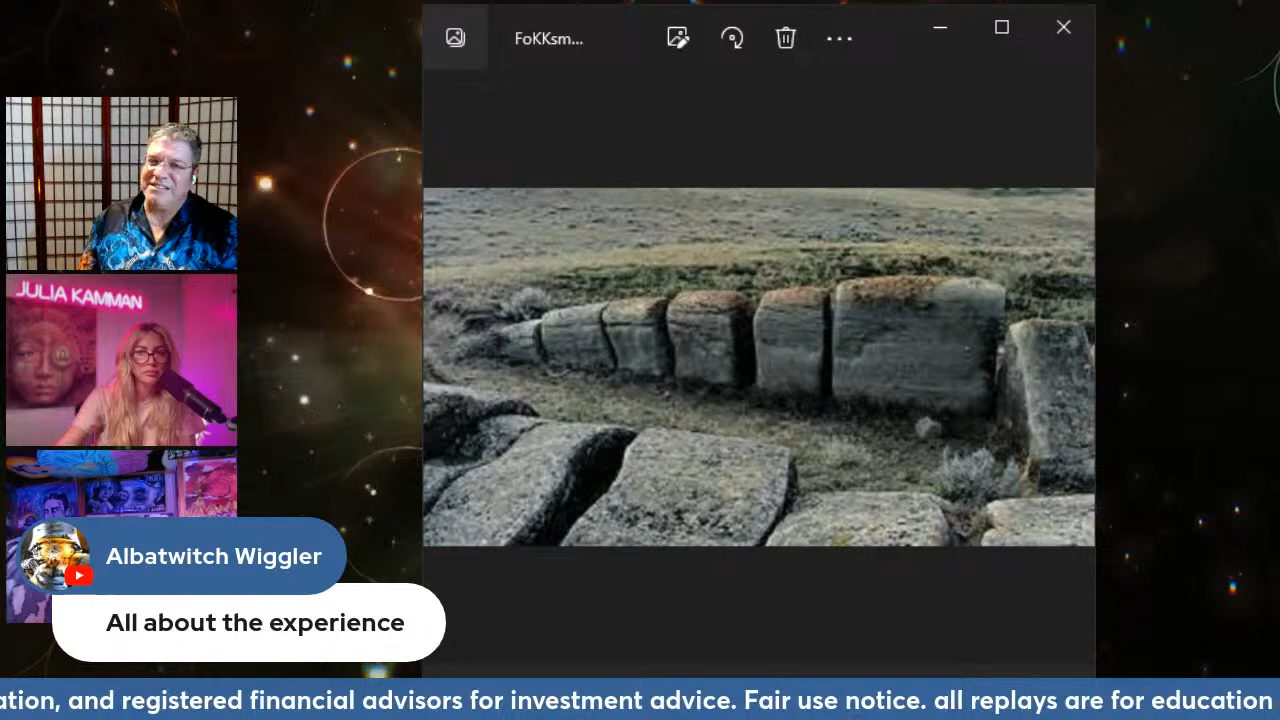 FoKKsm...
JULIA KAMMAN
Albatwitch Wiggler
All about the experience
ation, and registered financial advisors for investment advice. Fair use notice. all replays are for education